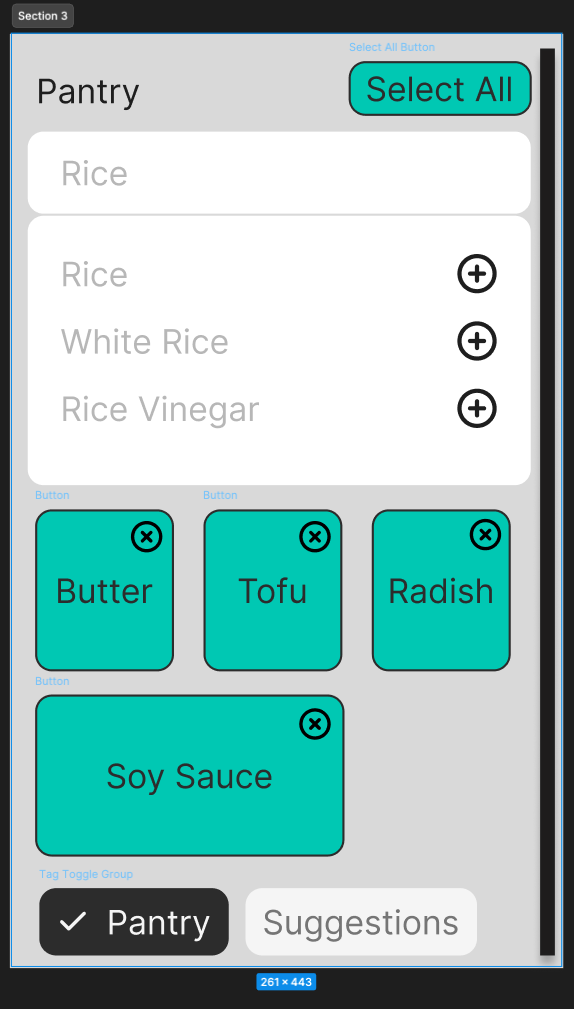 Section 3
Select All Button
Pantry
Select All
Rice
Rice
White Rice
Rice Vinegar
Button
Button
Butter
Tofu
Radish
Button
Soy Sauce
Tag Toggle Group
Pantry
Suggestions
261 × 443